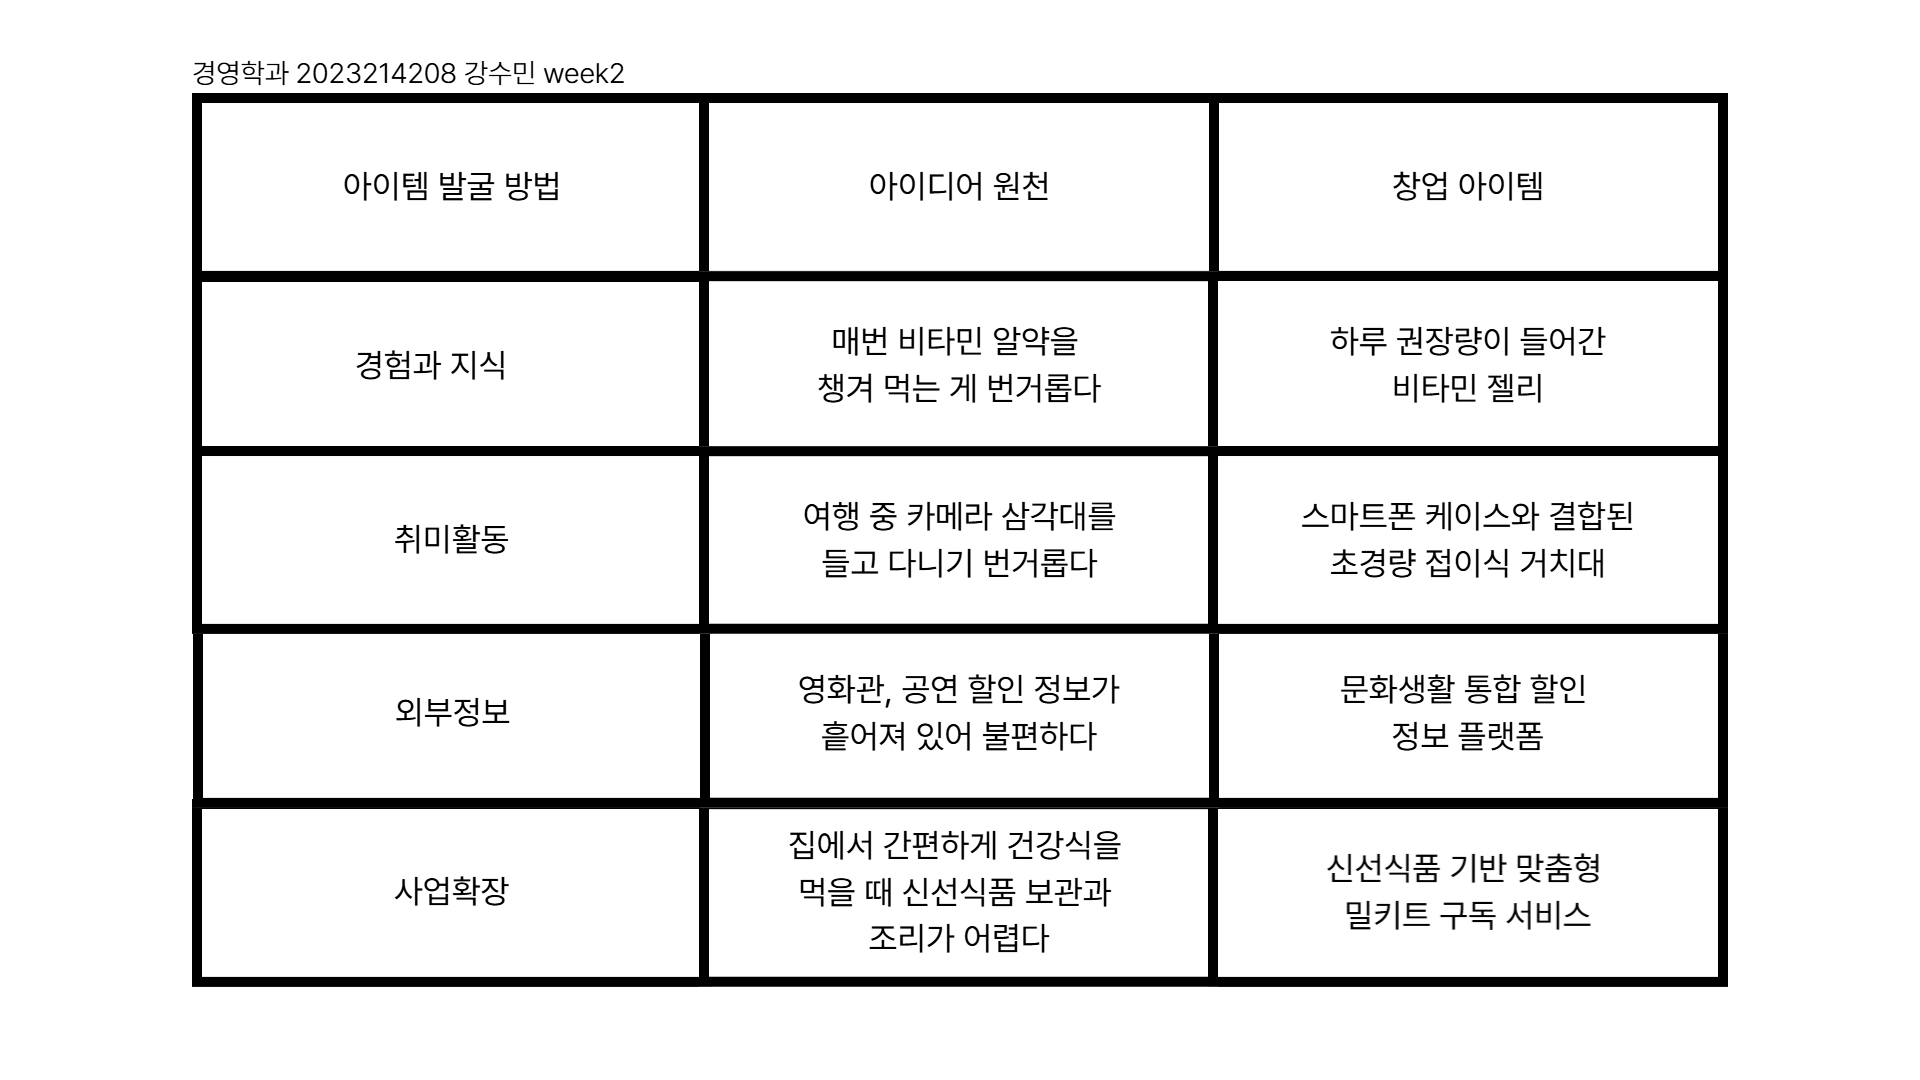 경영학과 2023214208 강수민 week2
아이템 발굴 방법
아이디어 원천
창업 아이템
경험과 지식
매번 비타민 알약을
챙겨 먹는 게 번거롭다
하루 권장량이 들어간
비타민 젤리
취미활동
여행 중 카메라 삼각대를
들고 다니기 번거롭다
스마트폰 케이스와 결합된
초경량 접이식 거치대
외부정보
영화관, 공연 할인 정보가
흩어져 있어 불편하다
문화생활 통합 할인
정보 플랫폼
사업확장
집에서 간편하게 건강식을
먹을 때 신선식품 보관과
조리가 어렵다
신선식품 기반 맞춤형
밀키트 구독 서비스